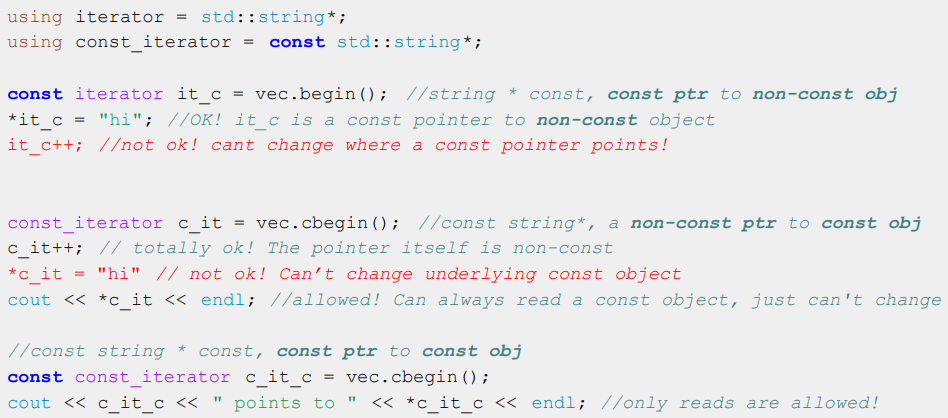 using iterator = std::string*;
using const_iterator = const std::string*;
const iterator it_c = vec.begin(); //string * const, const ptr to non-const obj
*it_c = "hi"; //OK! it_c is a const pointer to non-const object
it_c++; //not ok! cant change where a const pointer points!
const_iterator c_it = vec.cbegin(); //const string*, a non-const ptr to const obj
c_it++; // totally ok! The pointer itself is non-const
*c_it = "hi" // not ok! Can’t change underlying const object
cout << *c_it << endl; //allowed! Can always read a const object, just can't change
//const string * const, const ptr to const obj
const const_iterator c_it_c = vec.cbegin();
cout << c_it_c << " points to " << *c_it_c << endl; //only reads are allowed!